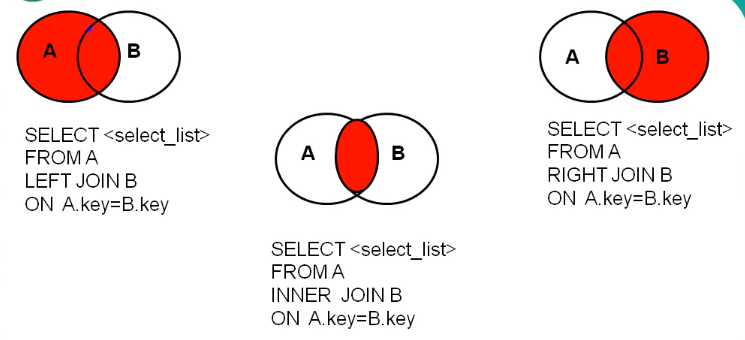 A
B
SELECT <select_list>
FROM A
LEFT JOIN B
ON A.key=B.key
A
B
SELECT <select_list>
FROM A
INNER JOIN B
ON A.key=B.key
A
B
SELECT <select_list>
FROM A
RIGHT JOIN B
ON A.key=B.key